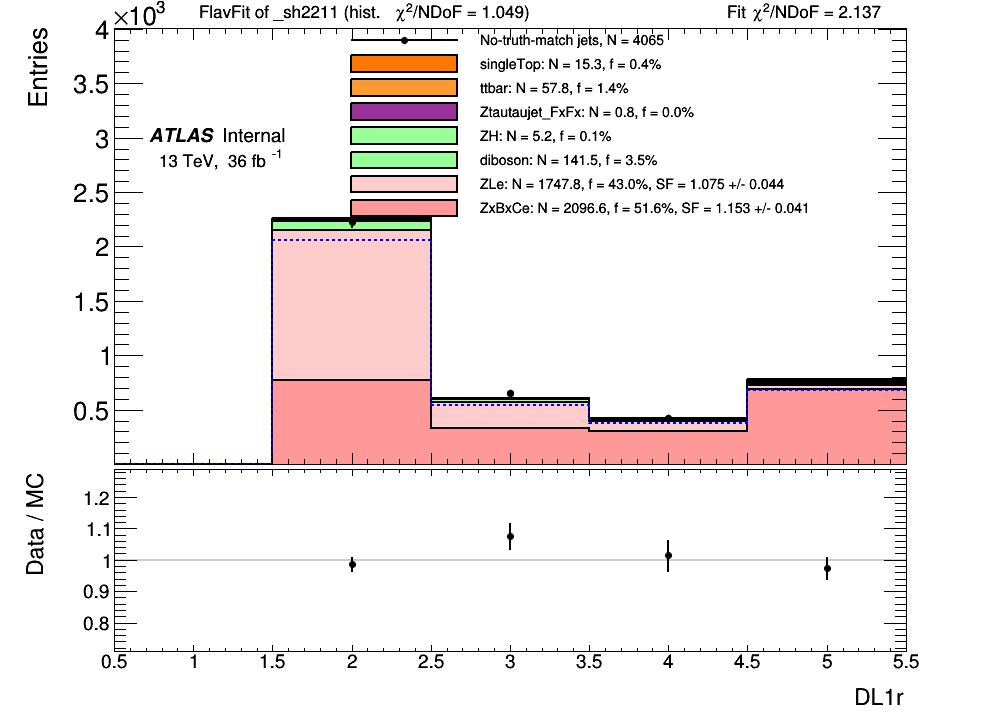 FlavFit of _sh2211 (hist. χ²/NDoF = 1.049)
Fit χ²/NDoF = 2.137
×10³
Entries
4
3.5
3
2.5
2
1.5
1
0.5
ATLAS Internal
13 TeV, 36 fb⁻¹
No-truth-match jets, N = 4065
singleTop: N = 15.3, f = 0.4%
ttbar: N = 57.8, f = 1.4%
Ztautaujet_FxFx: N = 0.8, f = 0.0%
ZH: N = 5.2, f = 0.1%
diboson: N = 141.5, f = 3.5%
ZLe: N = 1747.8, f = 43.0%, SF = 1.075 +/- 0.044
ZxBxCe: N = 2096.6, f = 51.6%, SF = 1.153 +/- 0.041
Data / MC
1.2
1.1
1
0.9
0.8
0.5 1 1.5 2 2.5 3 3.5 4 4.5 5 5.5
DL1r